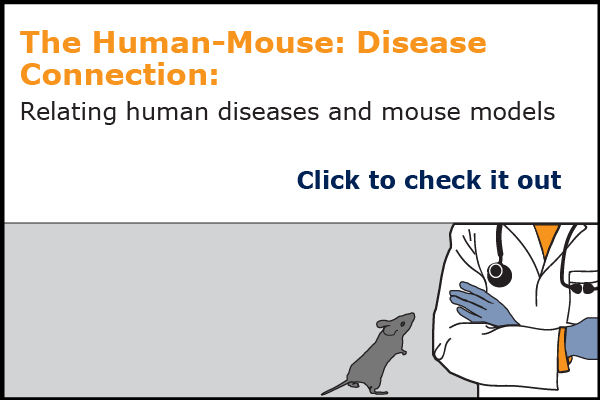 The Human-Mouse: Disease
Connection:
Relating human diseases and mouse models
Click to check it out